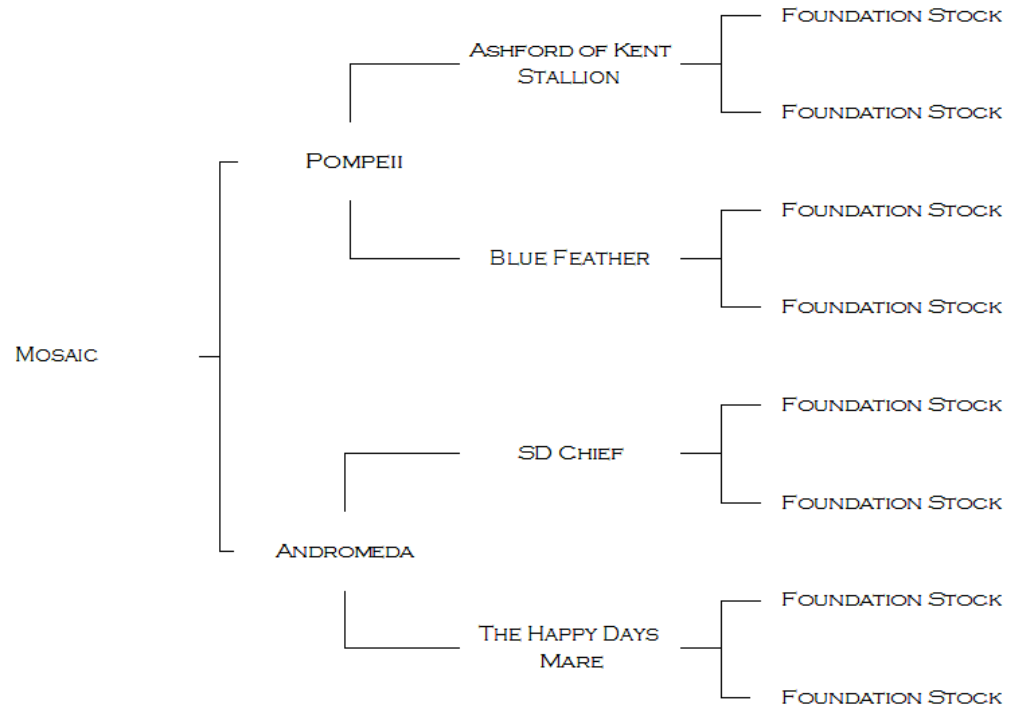 Foundation Stock
Ashford of Kent
Stallion
Foundation Stock
Pompeii
Foundation Stock
Blue Feather
Foundation Stock
Mosaic
Foundation Stock
SD Chief
Foundation Stock
Andromeda
Foundation Stock
The Happy Days
Mare
Foundation Stock